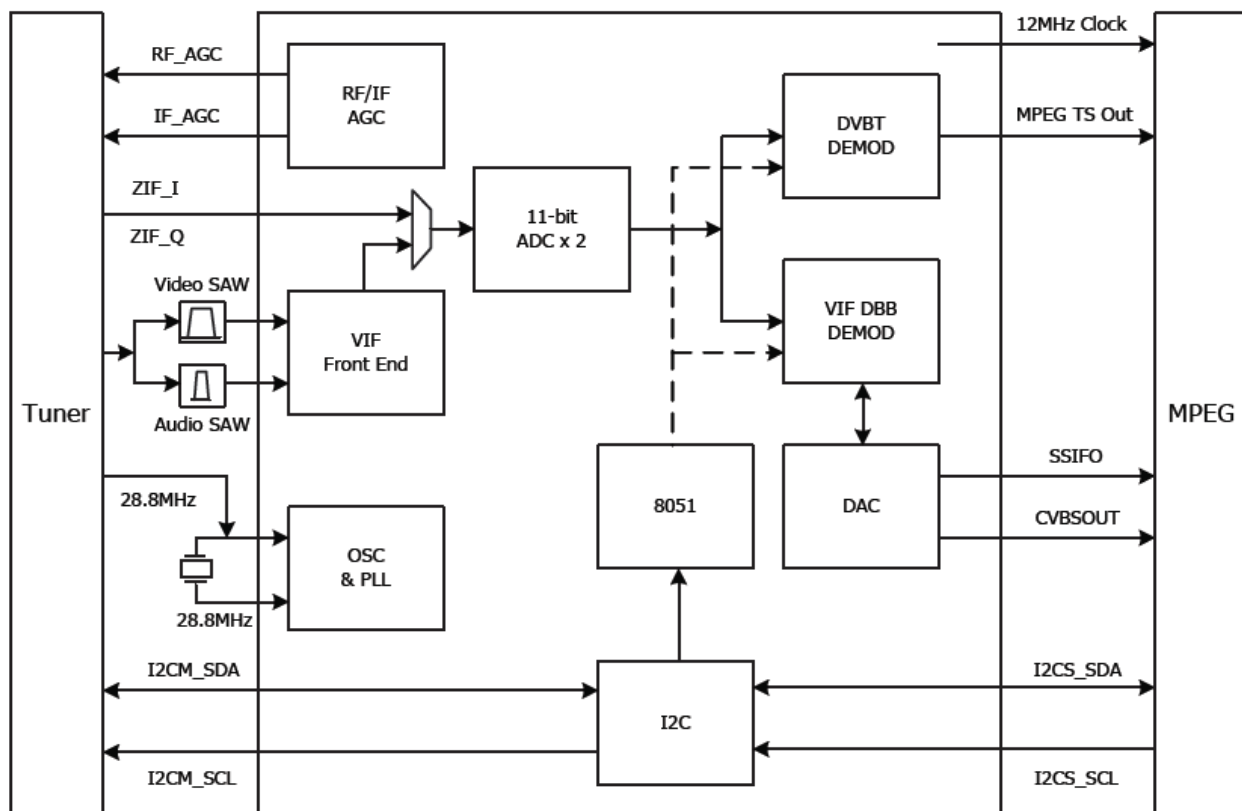 12MHz Clock
RF_AGC
RF/IF
AGC
IF_AGC
DVBT
DEMOD
MPEG TS Out
ZIF_I
ZIF_Q
11-bit
ADC x 2
Video SAW
VIF
Front End
VIF DBB
DEMOD
Tuner
Audio SAW
MPEG
28.8MHz
OSC
& PLL
28.8MHz
8051
DAC
SSIFO
CVBSOUT
I2CM_SDA
I2C
I2CS_SDA
I2CM_SCL
I2CS_SCL